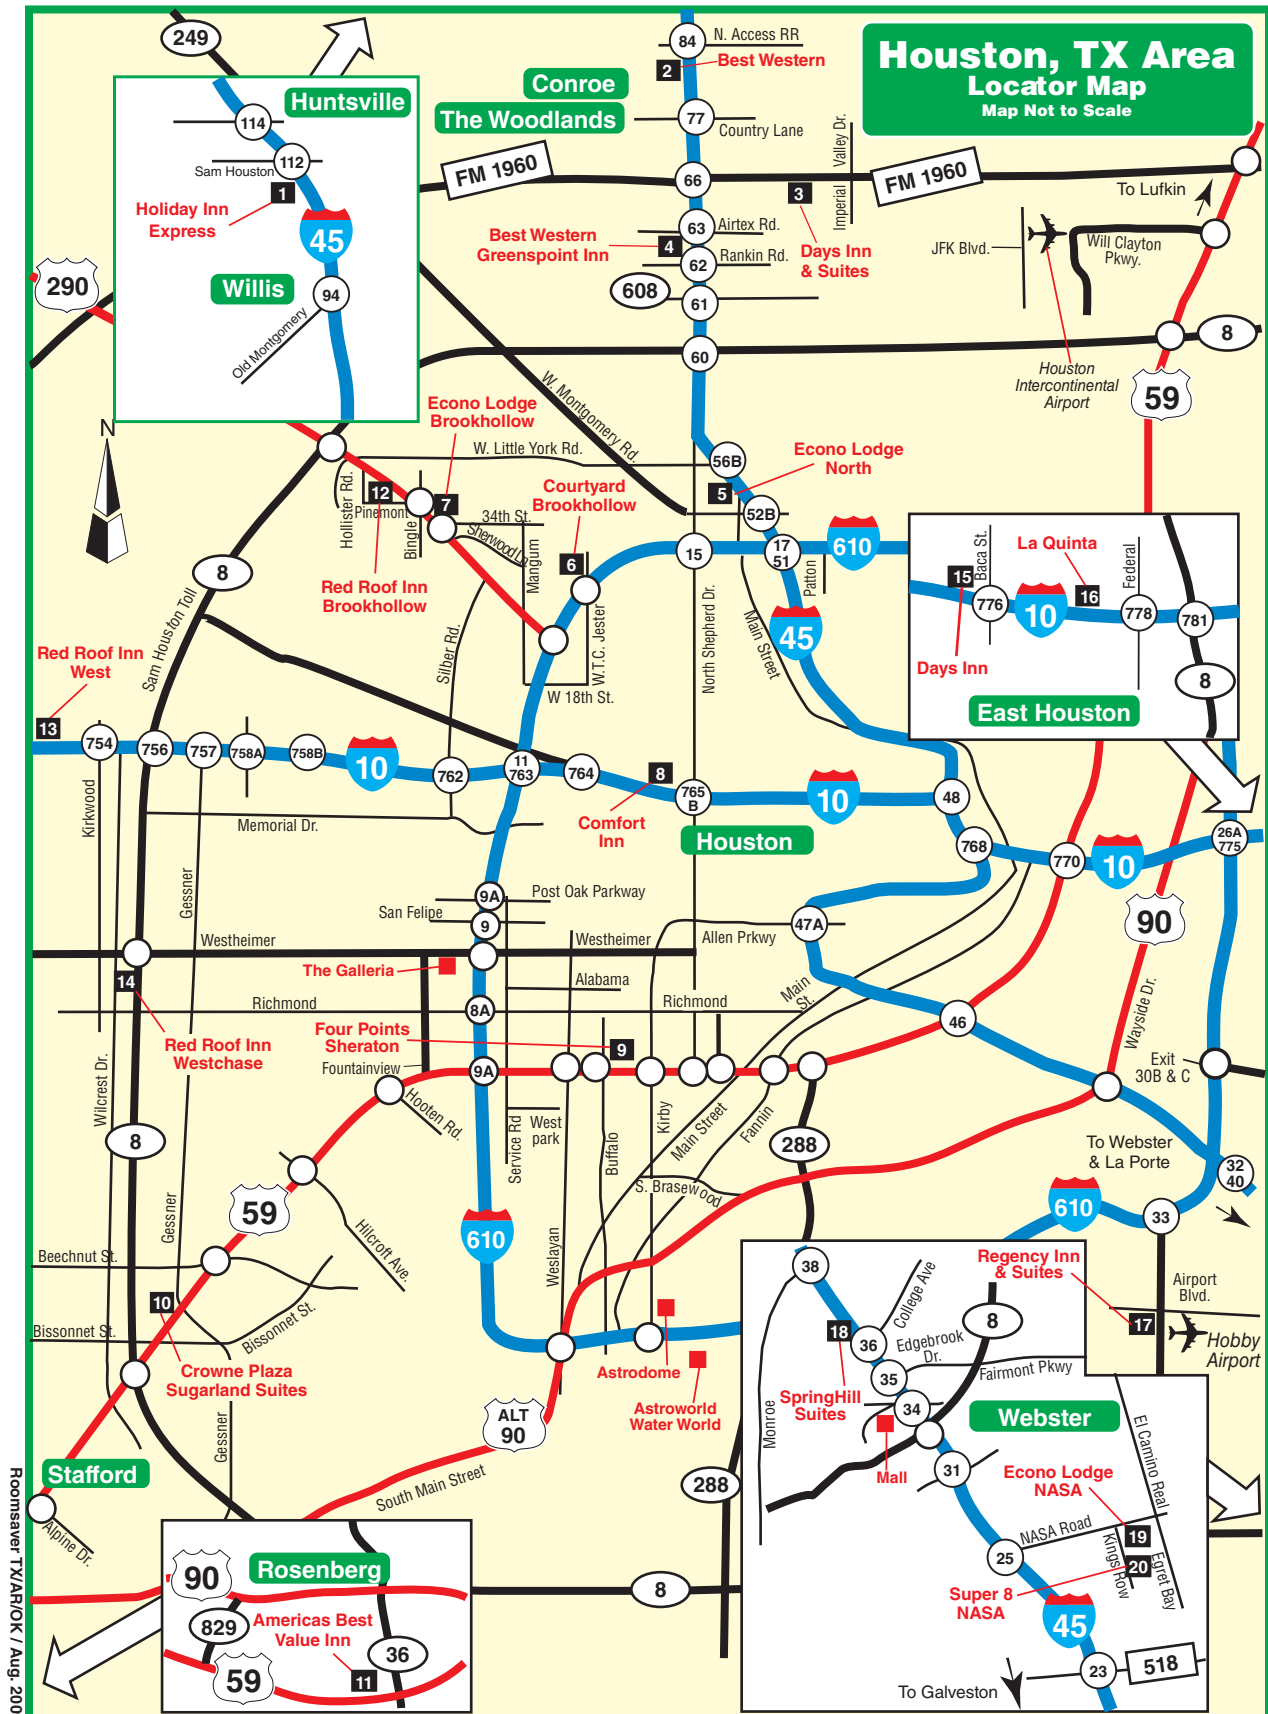 Houston, TX Area
Locator Map
Map Not to Scale
249
Huntsville
114
112
Sam Houston
1
Holiday Inn
Express
45
Willis
94
Old Montgomery
290
84
N. Access RR
2
Best Western
Conroe
The Woodlands
77
Country Lane
FM 1960
66
FM 1960
3
Imperial Valley Dr.
Days Inn
& Suites
63
Airtex Rd.
Best Western
Greenspoint Inn
4
62
Rankin Rd.
608
61
60
To Lufkin
JFK Blvd.
Will Clayton
Pkwy.
8
Houston
Intercontinental
Airport
59
N
W. Montgomery Rd.
Econo Lodge
Brookhollow
W. Little York Rd.
56B
Econo Lodge
North
5
52B
Hollister Rd.
12
Pinemont
Bingle
7
34th St.
Sherwood Ln.
Mangum
Courtyard
Brookhollow
6
Red Roof Inn
Brookhollow
W.T.C. Jester
W 18th St.
15
17
51
610
Patton
North Shepherd Dr.
Main Street
45
8
Sam Houston Toll
Silber Rd.
15
Baca St.
La Quinta
16
Federal
776
10
778
781
Days Inn
8
East Houston
Red Roof Inn
West
13
754
756
757
758A
758B
10
762
11
763
764
8
Comfort
Inn
765
B
10
48
Houston
768
770
10
26A
775
90
Kirkwood
Memorial Dr.
Gessner
9A
Post Oak Parkway
San Felipe
9
47A
Allen Prkwy
Westheimer
Westheimer
The Galleria
Alabama
14
Richmond
8A
Richmond
Main
St.
46
Wayside Dr.
Red Roof Inn
Westchase
Four Points
Sheraton
9
Fountainview
9A
Exit
30B & C
Wilcrest Dr.
Hooten Rd.
Service Rd
West
park
Buffalo
Kirby
Main Street
Fannin
288
8
To Webster
& La Porte
32
40
S. Brasewood
59
Gessner
Hilcroft Ave.
610
610
33
Weslayan
Beechnut St.
10
Bissonnet St.
Bissonnet St.
Crowne Plaza
Sugarland Suites
Astrodome
Astroworld
Water World
Airport
Blvd.
Regency Inn
& Suites
17
Hobby
Airport
38
College Ave
8
18
36
Edgebrook
Dr.
35
Fairmont Pkwy
SpringHill
Suites
34
Monroe
Mall
Webster
31
El Camino Real
Econo Lodge
NASA
NASA Road
19
25
Kings Row
20
Egret Bay
Super 8
NASA
45
23
518
To Galveston
Stafford
Gessner
ALT
90
South Main Street
288
Alpine Dr.
90
Rosenberg
829
Americas Best
Value Inn
36
59
11
8
Roomsaver TX/AR/OK / Aug. 200